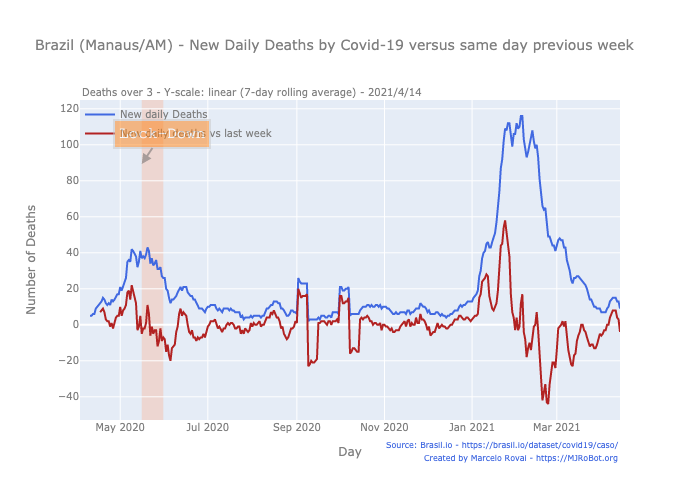 Brazil (Manaus/AM) - New Daily Deaths by Covid-19 versus same day previous week
Deaths over 3 - Y-scale: linear (7-day rolling average) - 2021/4/14
120
100
80
60
40
20
0
−20
−40
New daily Deaths
New daily Deaths vs last week
Lock Down
Number of Deaths
May 2020
Jul 2020
Sep 2020
Nov 2020
Jan 2021
Mar 2021
Day
Source: Brasil.io - https://brasil.io/dataset/covid19/caso/
Created by Marcelo Rovai - https://MJRoBot.org